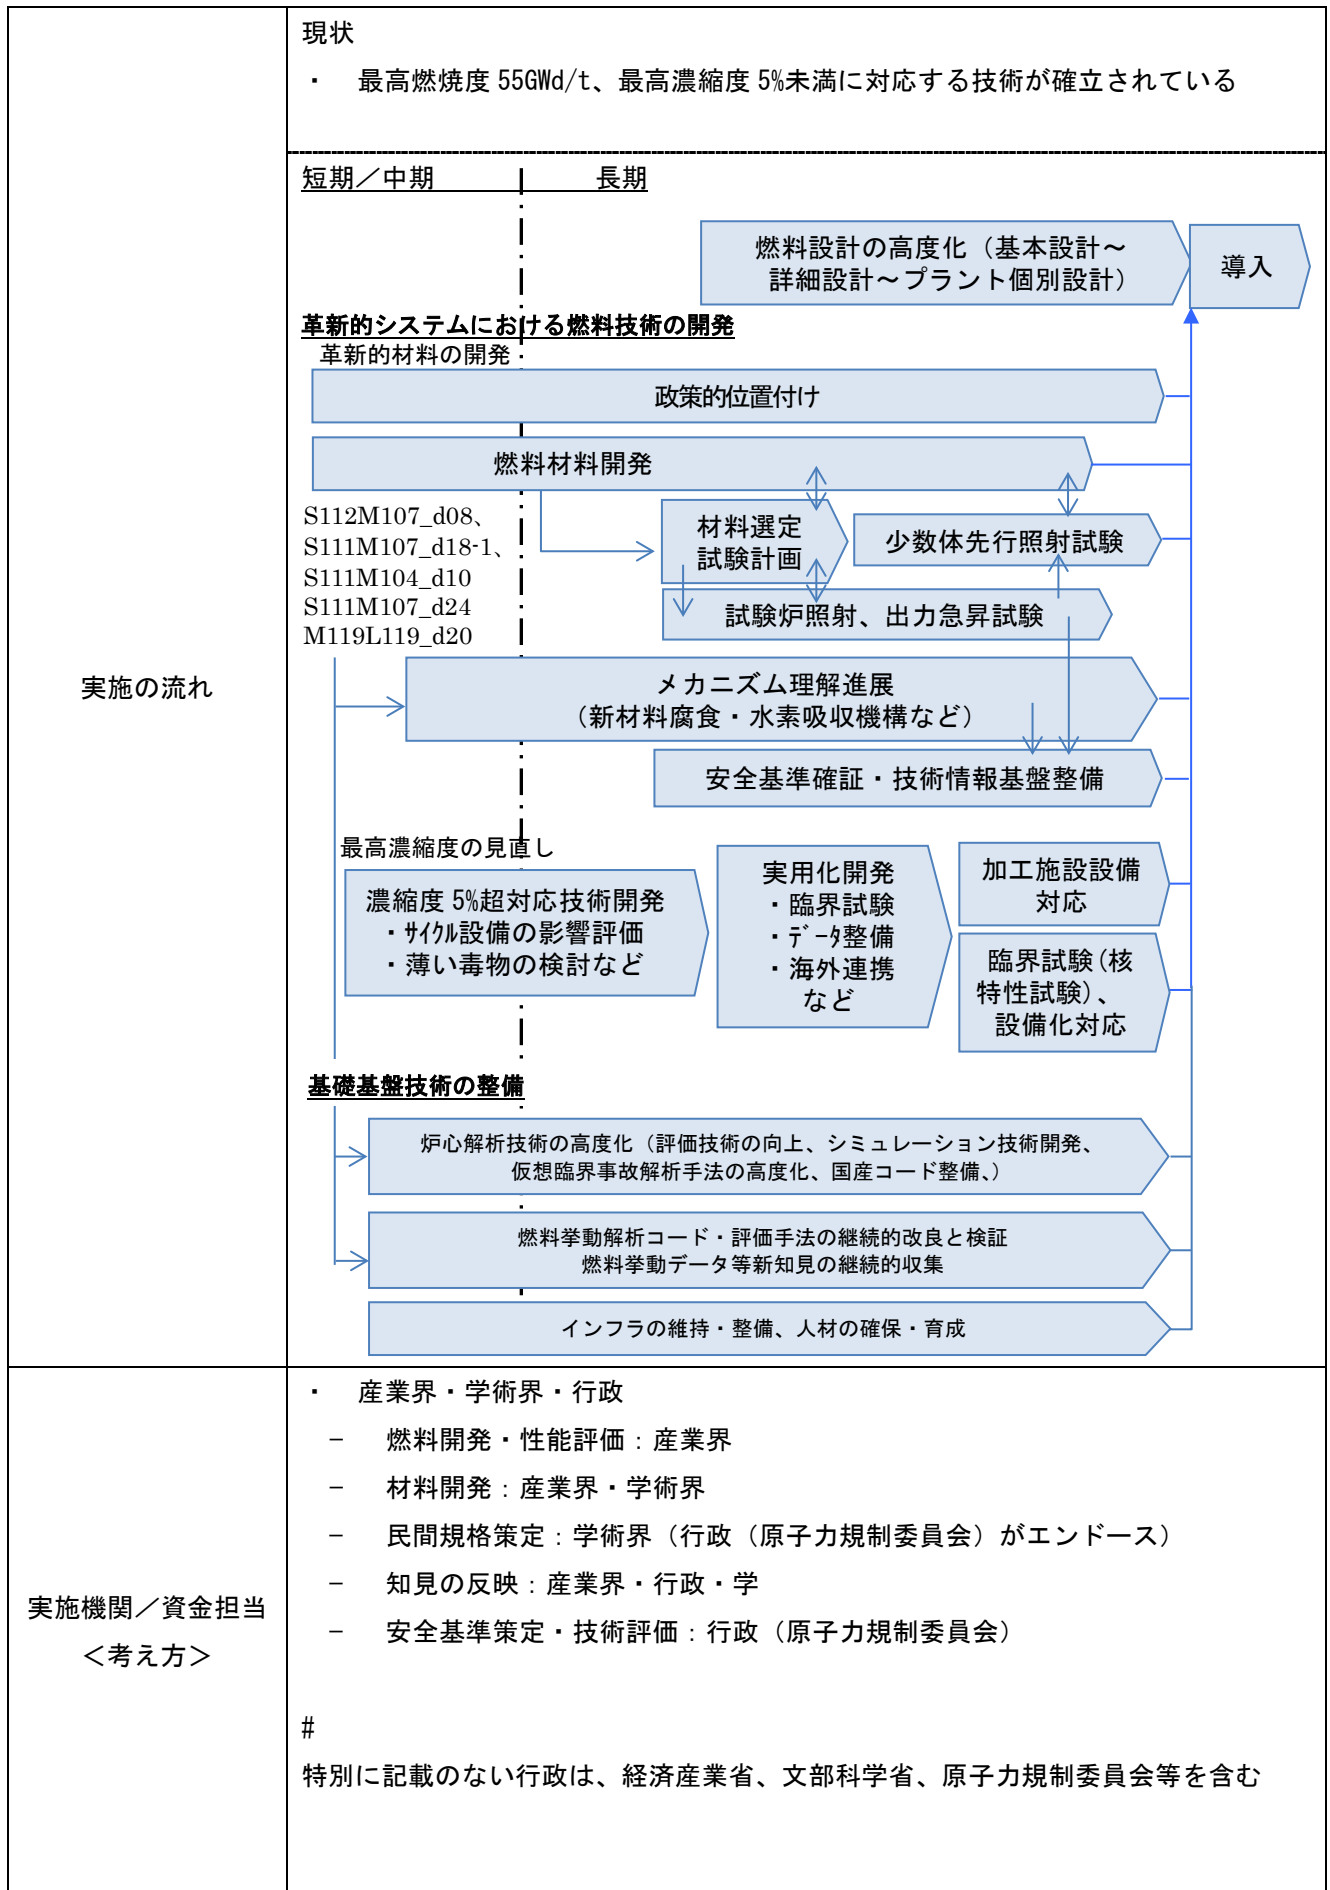 現状
・ 最高燃焼度 55GWd/t、最高濃縮度 5%未満に対応する技術が確立されている
実施の流れ
短期／中期 長期
燃料設計の高度化（基本設計～
詳細設計～プラント個別設計）
導入
革新的システムにおける燃料技術の開発
革新的材料の開発
政策的位置付け
燃料材料開発
S112M107_d08、
S111M107_d18-1、
S111M104_d10
S111M107_d24
M119L119_d20
材料選定
試験計画
少数体先行照射試験
試験炉照射、出力急昇試験
メカニズム理解進展
（新材料腐食・水素吸収機構など）
安全基準確証・技術情報基盤整備
最高濃縮度の見直し
濃縮度 5%超対応技術開発
・ｻｲｸﾙ設備の影響評価
・薄い毒物の検討など
実用化開発
・臨界試験
・ﾃﾞｰﾀ整備
・海外連携
など
加工施設設備
対応
臨界試験(核
特性試験)、
設備化対応
基礎基盤技術の整備
炉心解析技術の高度化（評価技術の向上、シミュレーション技術開発、
仮想臨界事故解析手法の高度化、国産コード整備、）
燃料挙動解析コード・評価手法の継続的改良と検証
燃料挙動データ等新知見の継続的収集
インフラの維持・整備、人材の確保・育成
実施機関／資金担当
＜考え方＞
・ 産業界・学術界・行政
－ 燃料開発・性能評価：産業界
－ 材料開発：産業界・学術界
－ 民間規格策定：学術界（行政（原子力規制委員会）がエンドース）
－ 知見の反映：産業界・行政・学
－ 安全基準策定・技術評価：行政（原子力規制委員会）
#
特別に記載のない行政は、経済産業省、文部科学省、原子力規制委員会等を含む